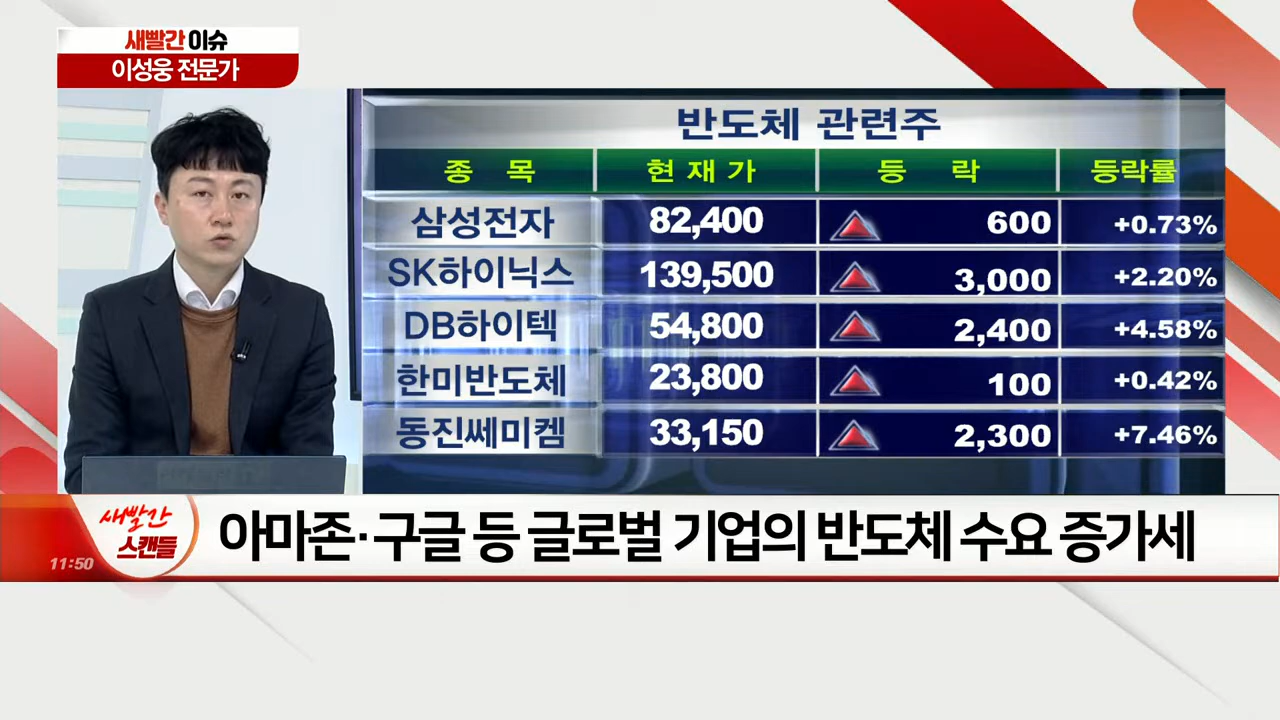 새빨간 이슈
이성웅 전문가
반도체 관련주
종 목 현 재 가 등 락 등락률
삼성전자 82,400 600 +0.73%
SK하이닉스 139,500 3,000 +2.20%
DB하이텍 54,800 2,400 +4.58%
한미반도체 23,800 100 +0.42%
동진쎄미켐 33,150 2,300 +7.46%
새빨간
스캔들
아마존·구글 등 글로벌 기업의 반도체 수요 증가세
11:50